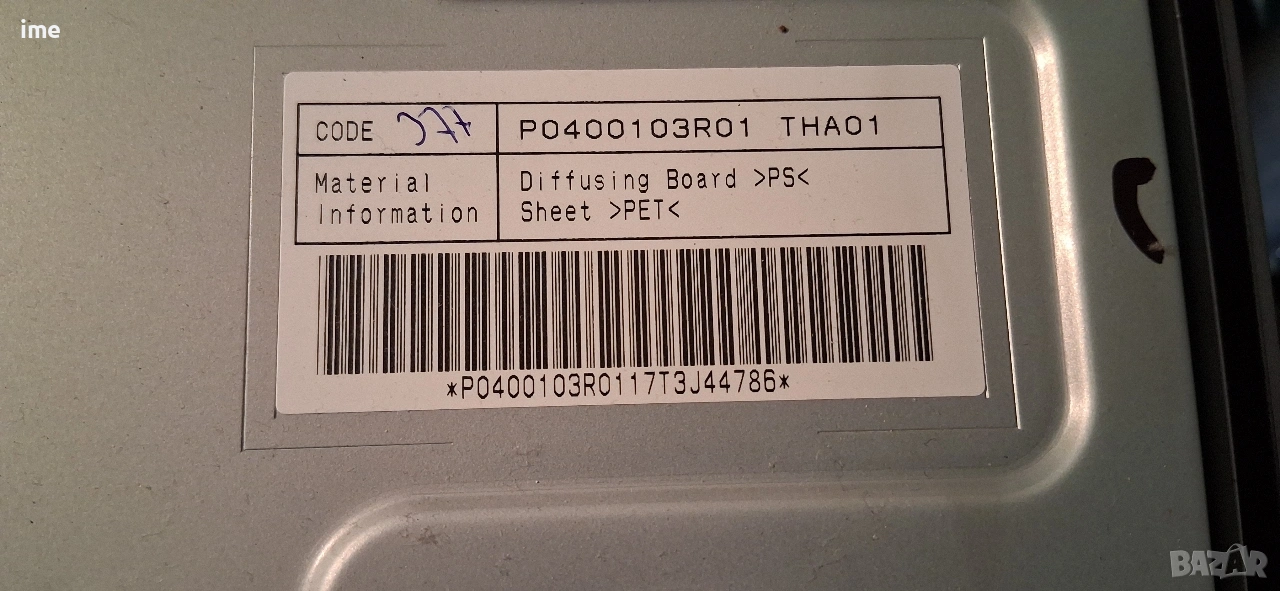 ime
CODE P0400103R01 THA01
Material Information
Diffusing Board >PS<
Sheet >PET<
*P0400103R0117T3J44786*
BAZAR